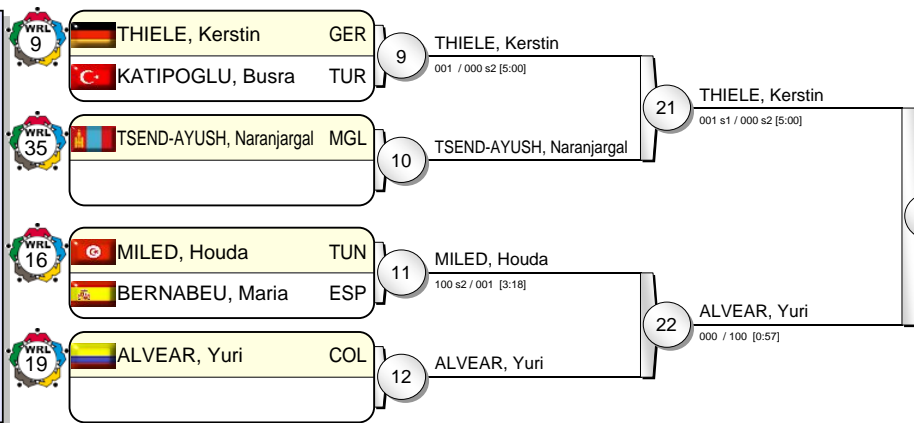 WRL
9
THIELE, Kerstin GER
KATIPOGLU, Busra TUR
9
THIELE, Kerstin
001 / 000 s2 [5:00]
21
THIELE, Kerstin
001 s1 / 000 s2 [5:00]
WRL
35
TSEND-AYUSH, Naranjargal MGL
10
TSEND-AYUSH, Naranjargal
WRL
16
MILED, Houda TUN
BERNABEU, Maria ESP
11
MILED, Houda
100 s2 / 001 [3:18]
22
ALVEAR, Yuri
000 / 100 [0:57]
WRL
19
ALVEAR, Yuri COL
12
ALVEAR, Yuri